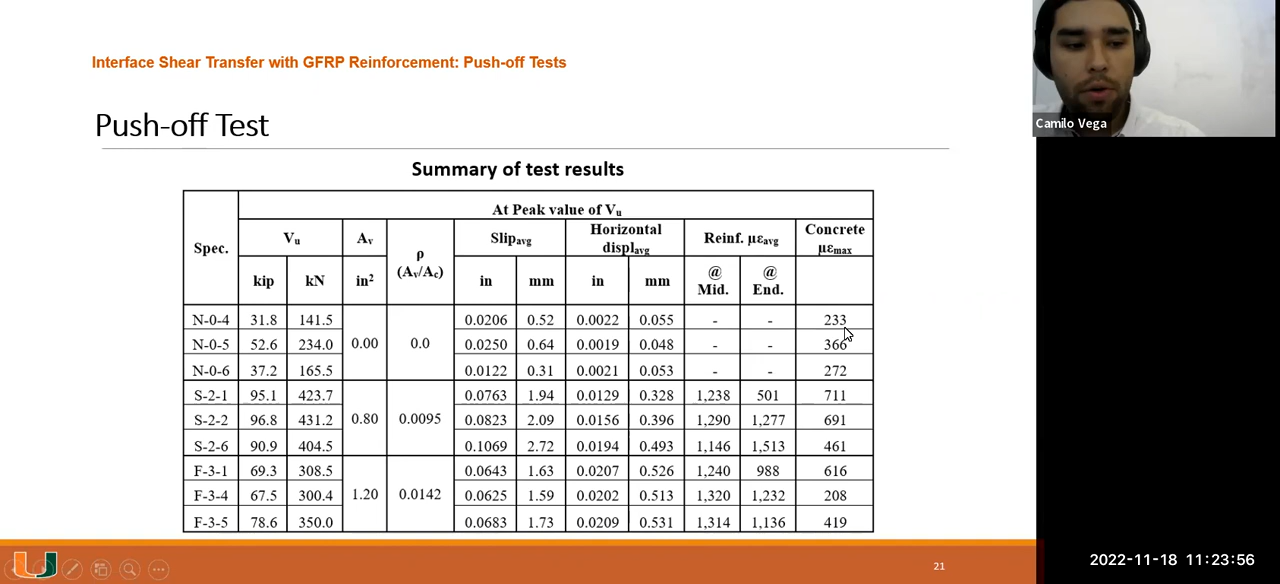 Interface Shear Transfer with GFRP Reinforcement: Push-off Tests
Push-off Test
Summary of test results
Spec. At Peak value of Vu
Vu Av ρ (Av/Ac) Slipavg Horizontal displavg Reinf. µεavg Concrete µεmax
kip kN in² in mm in mm @ Mid. @ End.
N-0-4 31.8 141.5 0.00 0.0 0.0206 0.52 0.0022 0.055 - - 233
N-0-5 52.6 234.0 0.0250 0.64 0.0019 0.048 - - 366
N-0-6 37.2 165.5 0.0122 0.31 0.0021 0.053 - - 272
S-2-1 95.1 423.7 0.80 0.0095 0.0763 1.94 0.0129 0.328 1,238 501 711
S-2-2 96.8 431.2 0.0823 2.09 0.0156 0.396 1,290 1,277 691
S-2-6 90.9 404.5 0.1069 2.72 0.0194 0.493 1,146 1,513 461
F-3-1 69.3 308.5 1.20 0.0142 0.0643 1.63 0.0207 0.526 1,240 988 616
F-3-4 67.5 300.4 0.0625 1.59 0.0202 0.513 1,320 1,232 208
F-3-5 78.6 350.0 0.0683 1.73 0.0209 0.531 1,314 1,136 419
21
Camilo Vega
2022-11-18 11:23:56